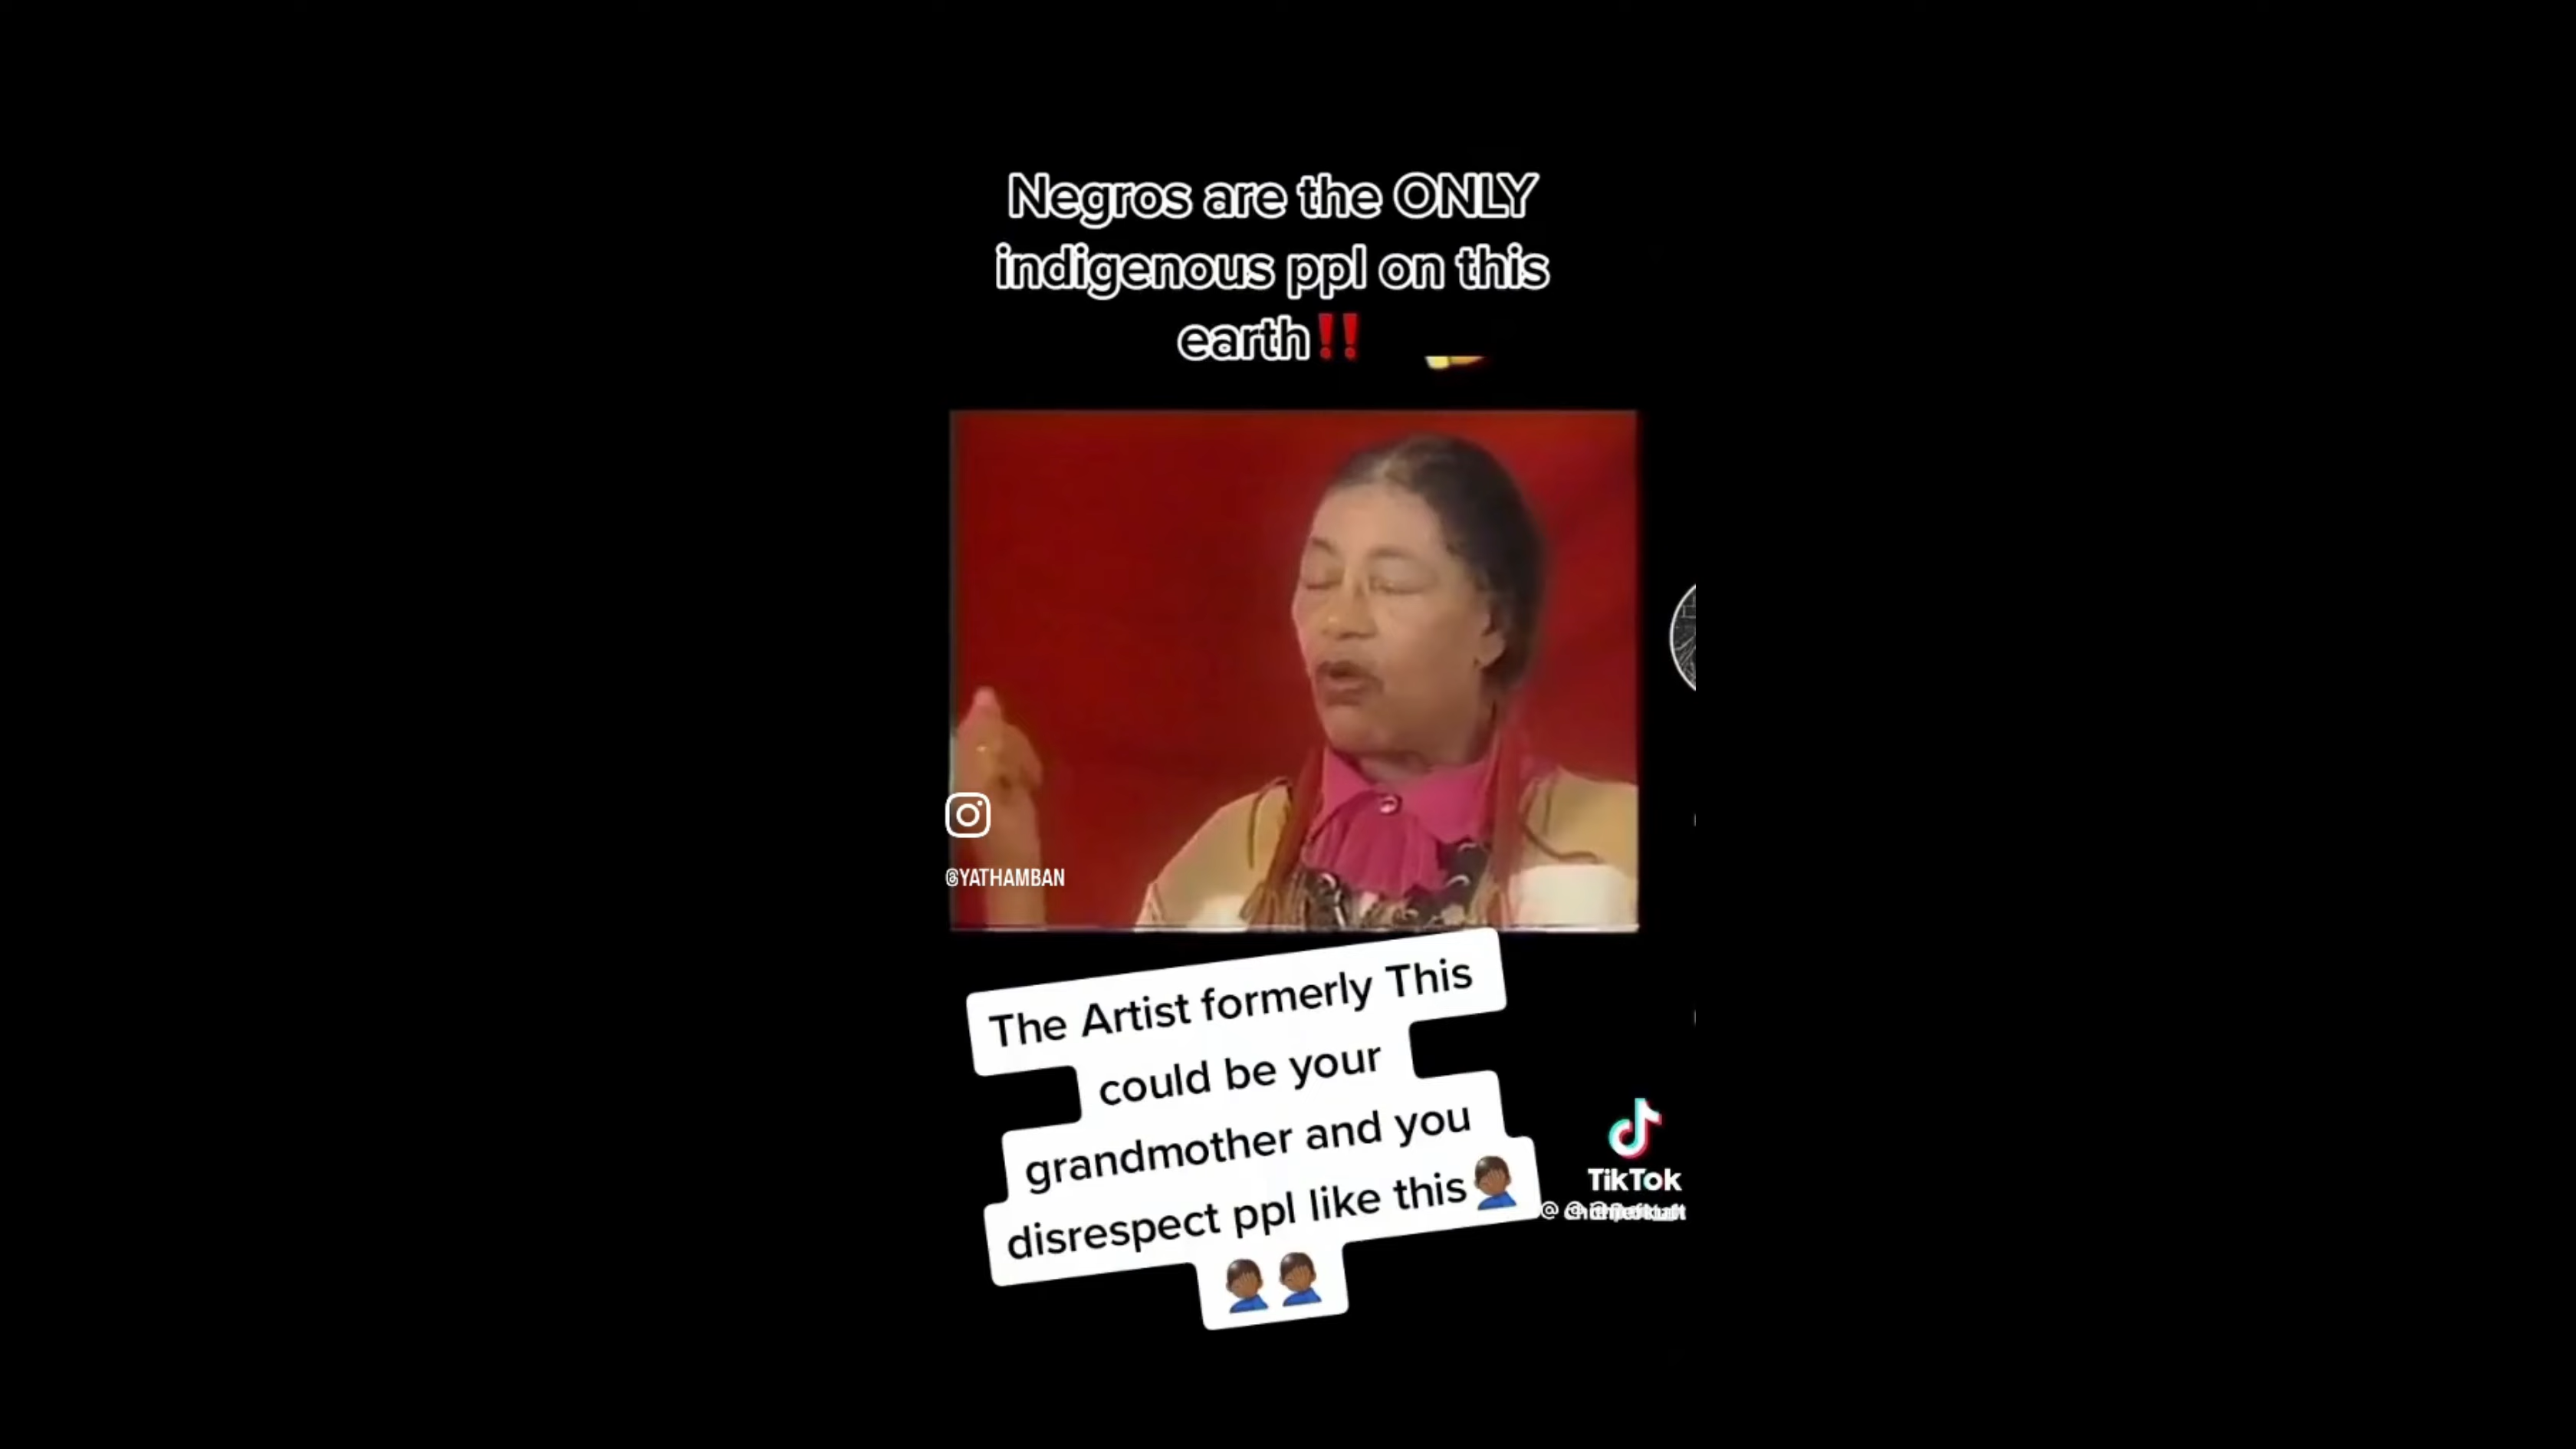 Negros are the ONLY
indigenous ppl on this
earth‼️
@YATHAMBAN
The Artist formerly This
could be your
grandmother and you
disrespect ppl like this🤦🏾‍♂️
🤦🏾‍♂️🤦🏾‍♂️
TikTok